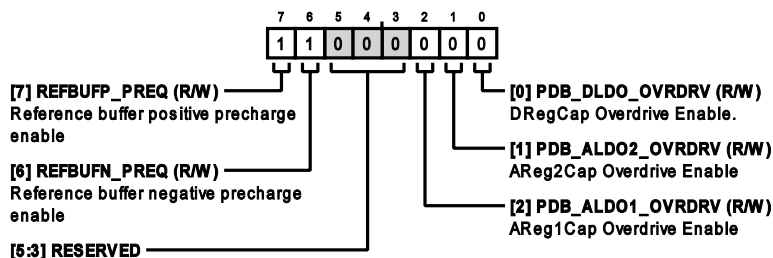 7 6 5 4 3 2 1 0
1 1 0 0 0 0 0 0
[7] REFBUFP_PREQ (R/W)
Reference buffer positive precharge
enable
[6] REFBUFN_PREQ (R/W)
Reference buffer negative precharge
enable
[5:3] RESERVED
[0] PDB_DLDO_OVRDRV (R/W)
DRegCap Overdrive Enable.
[1] PDB_ALDO2_OVRDRV (R/W)
AReg2Cap Overdrive Enable
[2] PDB_ALDO1_OVRDRV (R/W)
AReg1Cap Overdrive Enable